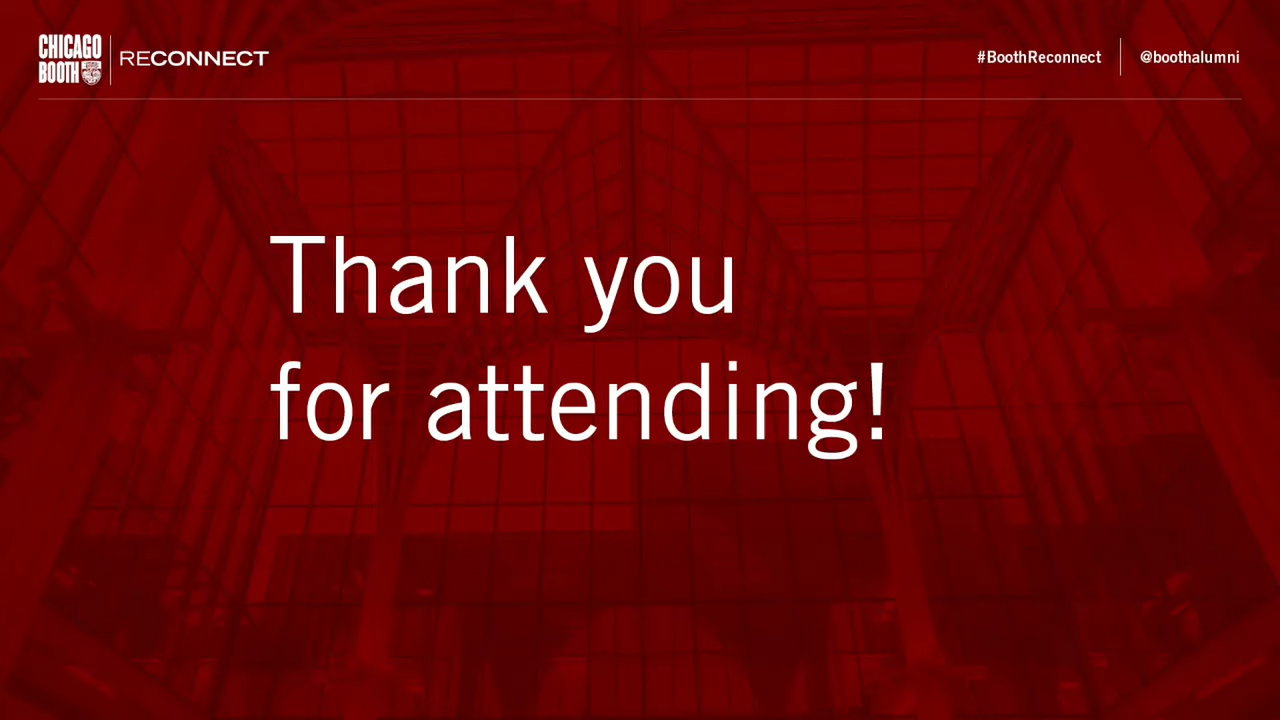 CHICAGO
BOOTH
RECONNECT
#BoothReconnect
@boothalumni
Thank you
for attending!